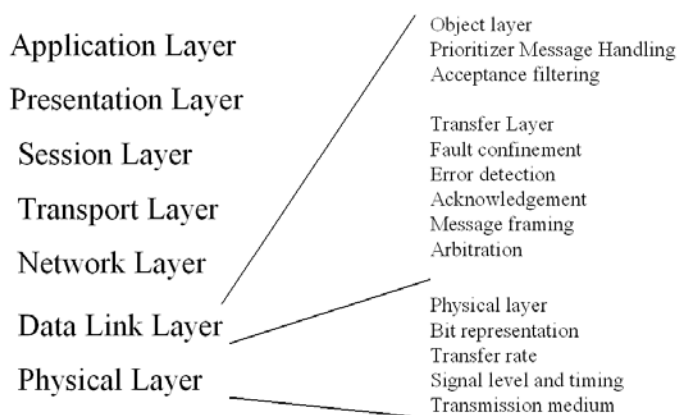 Application Layer
Presentation Layer
Session Layer
Transport Layer
Network Layer
Data Link Layer
Physical Layer
Object layer
Prioritizer Message Handling
Acceptance filtering
Transfer Layer
Fault confinement
Error detection
Acknowledgement
Message framing
Arbitration
Physical layer
Bit representation
Transfer rate
Signal level and timing
Transmission medium